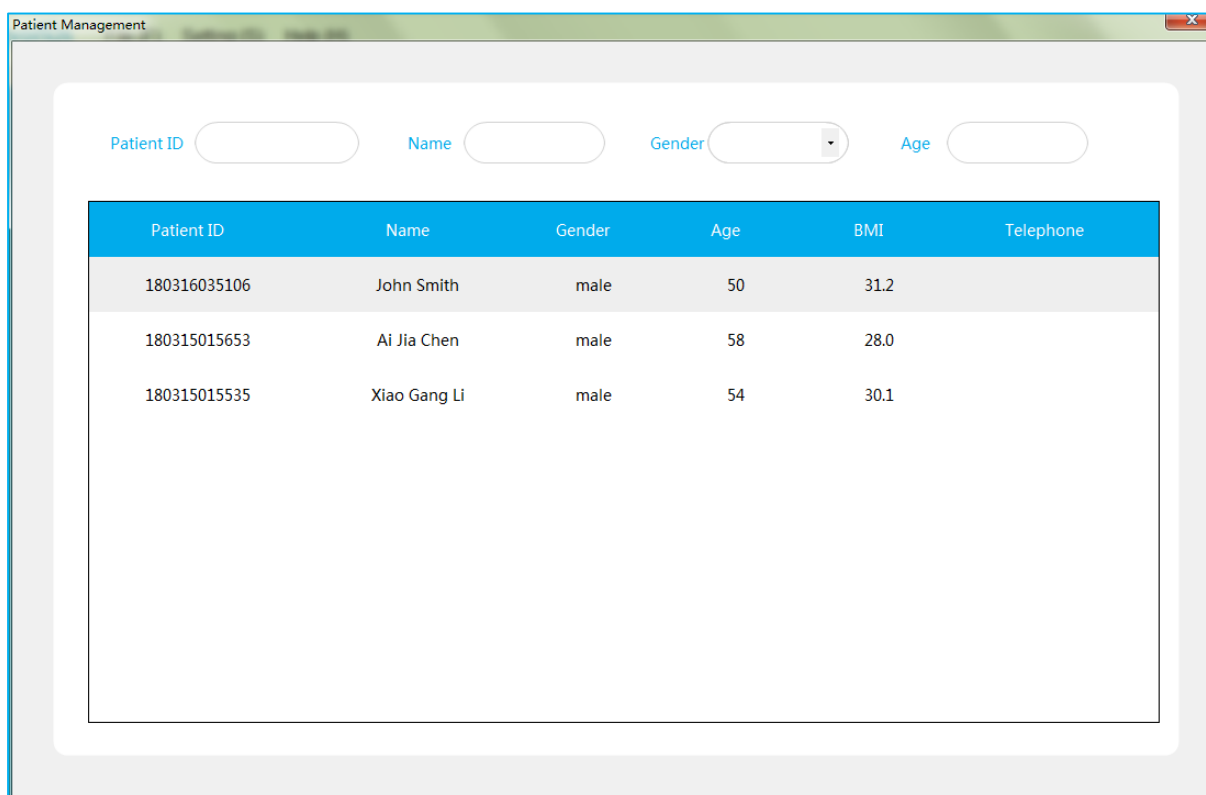 Patient Management
Patient ID Name Gender Age
Patient ID Name Gender Age BMI Telephone
180316035106 John Smith male 50 31.2
180315015653 Ai Jia Chen male 58 28.0
180315015535 Xiao Gang Li male 54 30.1